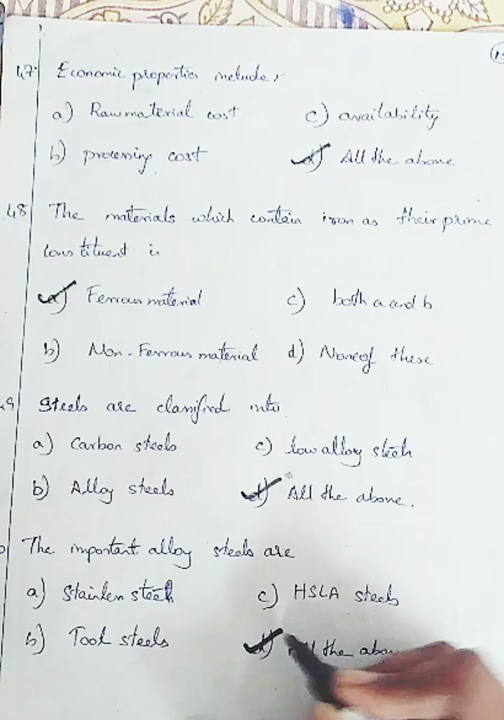 47. Economic properties include:-
a) Raw material cost c) availability
b) processing cost d) All the above
48 The materials which contain iron as their prime
constituent is
a) Ferrous material c) both a and b
b) Non-Ferrous material d) None of these
9 Steels are classified into
a) Carbon steels c) low alloy steels
b) Alloy steels d) All the above.
The important alloy steels are
a) Stainless steel c) HSLA steels
b) Tool steels d) the